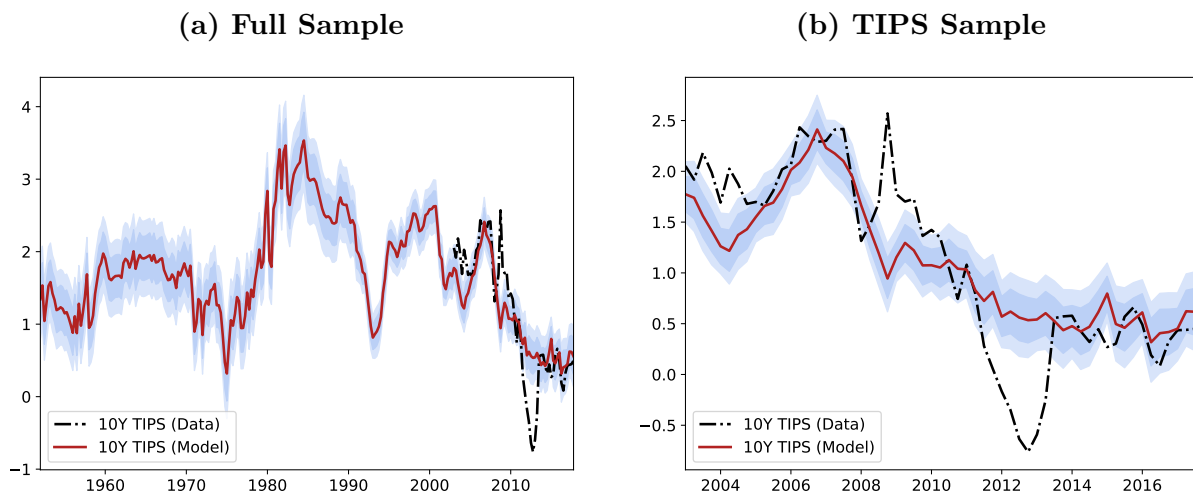 (a) Full Sample
(b) TIPS Sample
4
3
2
1
0
−1
10Y TIPS (Data)
10Y TIPS (Model)
1960 1970 1980 1990 2000 2010
2.5
2.0
1.5
1.0
0.5
0.0
−0.5
10Y TIPS (Data)
10Y TIPS (Model)
2004 2006 2008 2010 2012 2014 2016